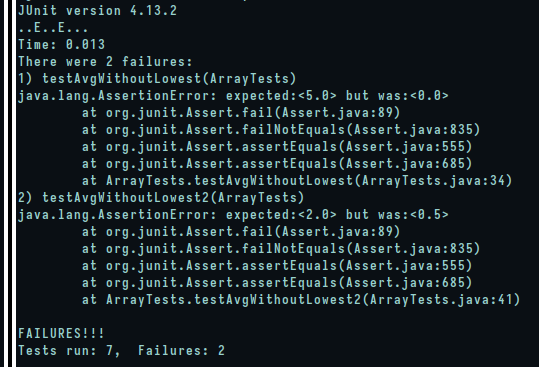 JUnit version 4.13.2
..E..E...
Time: 0.013
There were 2 failures:
1) testAvgWithoutLowest(ArrayTests)
java.lang.AssertionError: expected:<5.0> but was:<0.0>
        at org.junit.Assert.fail(Assert.java:89)
        at org.junit.Assert.failNotEquals(Assert.java:835)
        at org.junit.Assert.assertEquals(Assert.java:555)
        at org.junit.Assert.assertEquals(Assert.java:685)
        at ArrayTests.testAvgWithoutLowest(ArrayTests.java:34)
2) testAvgWithoutLowest2(ArrayTests)
java.lang.AssertionError: expected:<2.0> but was:<0.5>
        at org.junit.Assert.fail(Assert.java:89)
        at org.junit.Assert.failNotEquals(Assert.java:835)
        at org.junit.Assert.assertEquals(Assert.java:555)
        at org.junit.Assert.assertEquals(Assert.java:685)
        at ArrayTests.testAvgWithoutLowest2(ArrayTests.java:41)

FAILURES!!!
Tests run: 7,  Failures: 2